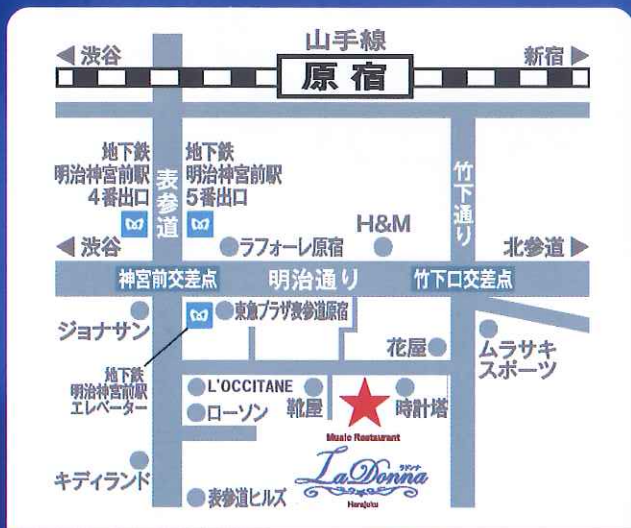 山手線
◀渋谷
原宿
新宿▶
地下鉄
明治神宮前駅
4番出口
表参道
地下鉄
明治神宮前駅
5番出口
竹下通り
◀渋谷
ラフォーレ原宿
H&M
北参道▶
神宮前交差点
明治通り
竹下口交差点
ジョナサン
東急プラザ表参道原宿
花屋
ムラサキ
スポーツ
地下鉄
明治神宮前駅
エレベーター
L'OCCITANE
ローソン
靴屋
時計塔
Music Restaurant
La Donna
ラドンナ
Harajuku
キディランド
表参道ヒルズ